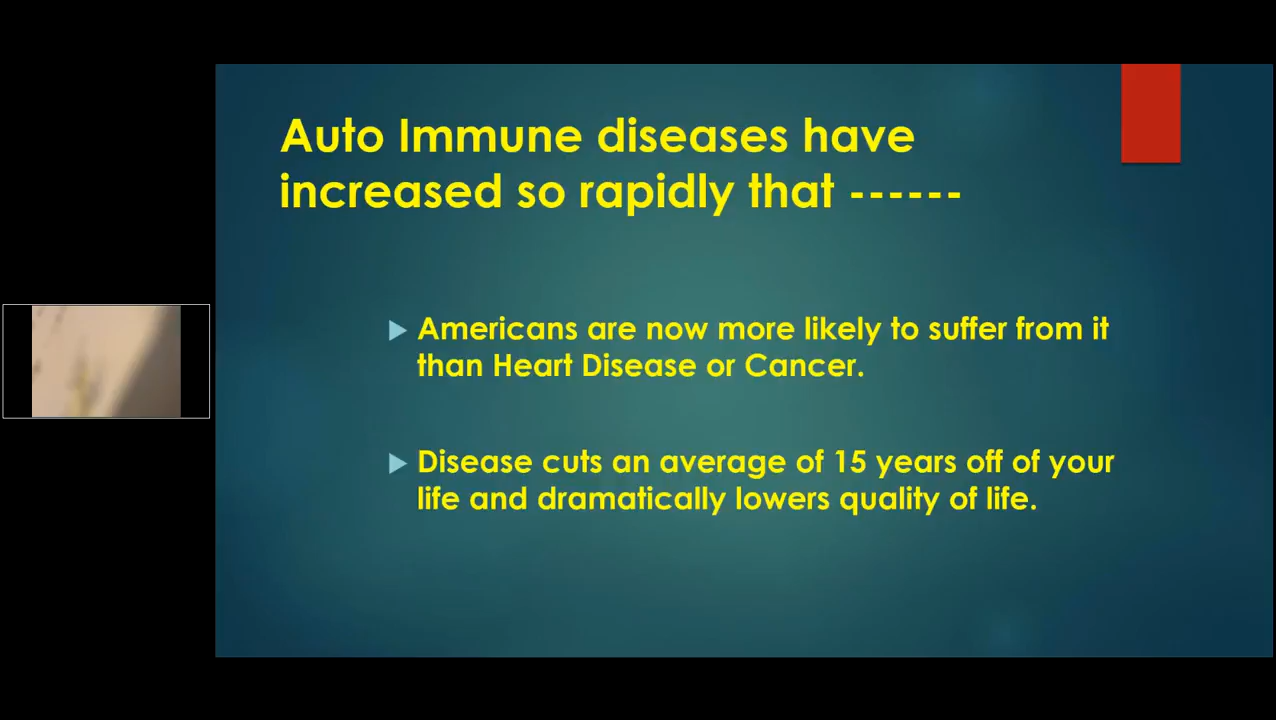 Auto Immune diseases have
increased so rapidly that ------
Americans are now more likely to suffer from it
than Heart Disease or Cancer.
Disease cuts an average of 15 years off of your
life and dramatically lowers quality of life.